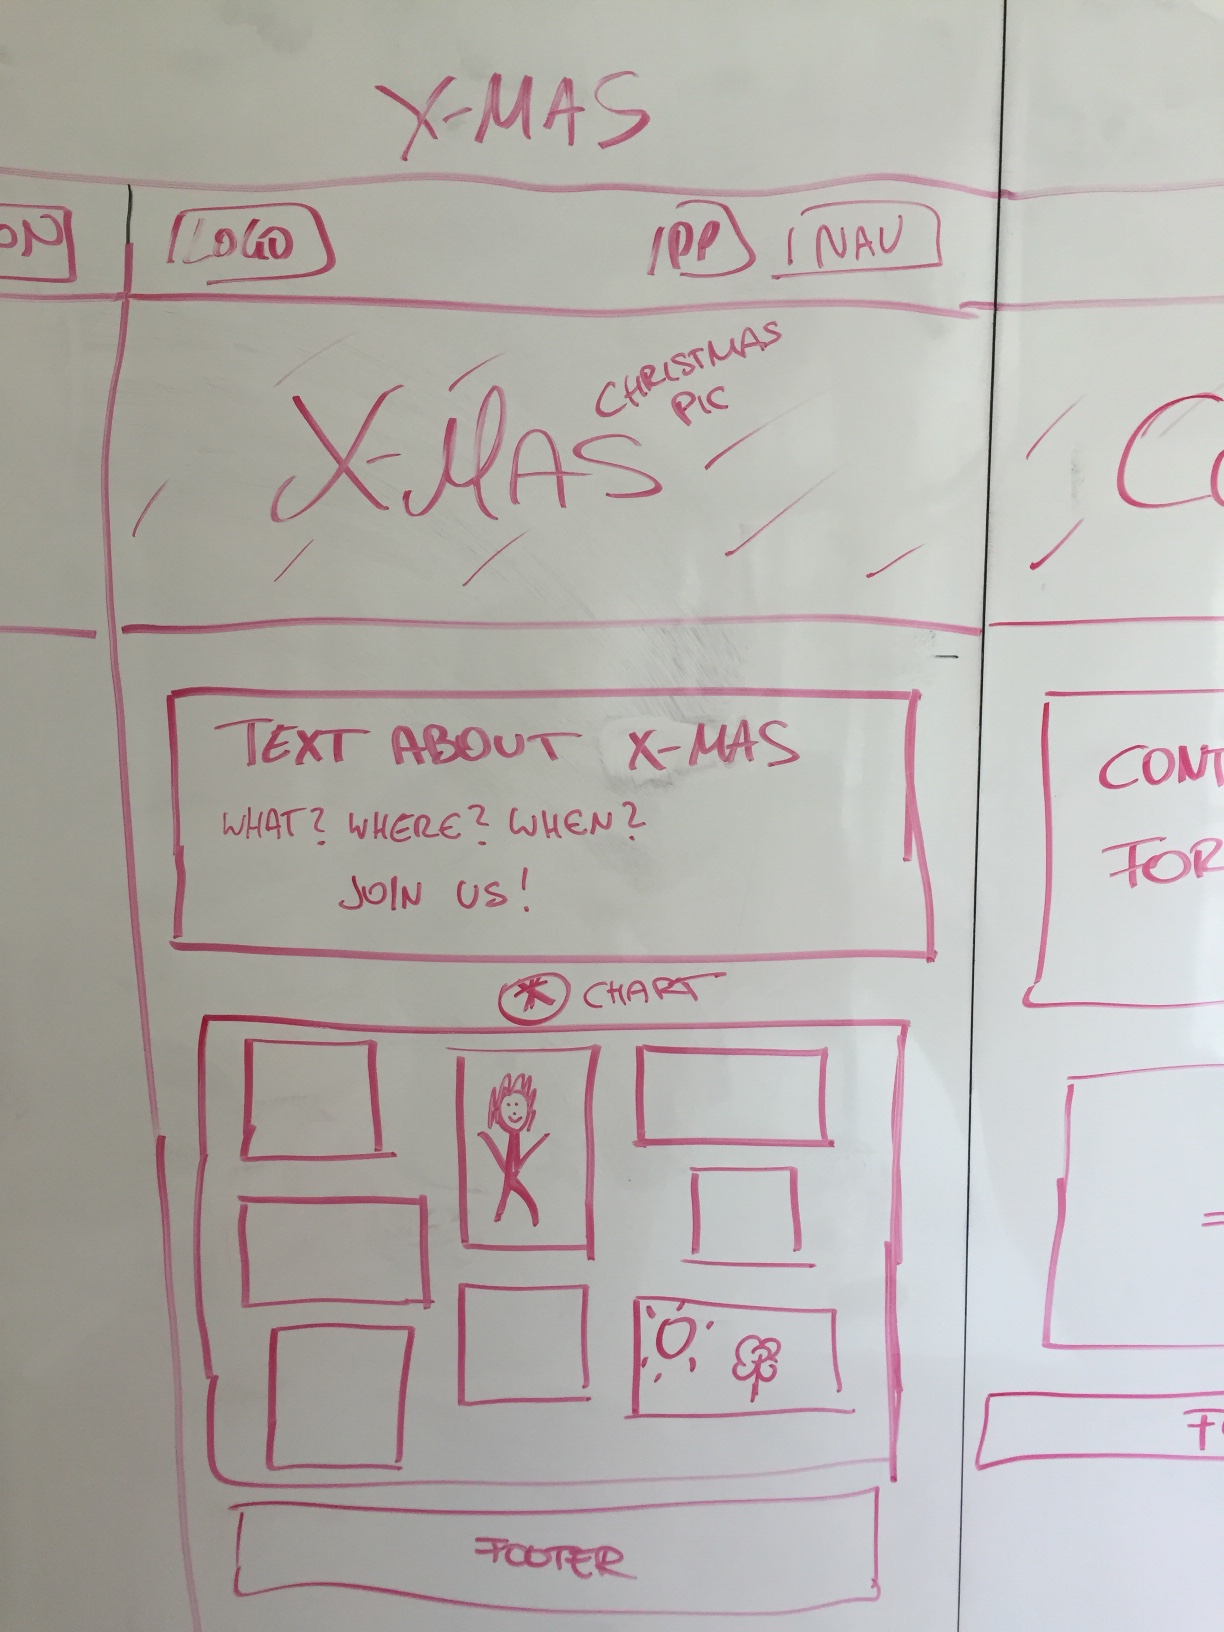 X-MAS
ON
LOGO
PP
NAV
X-MAS
CHRISTMAS
PIC
TEXT ABOUT X-MAS
WHAT? WHERE? WHEN?
JOIN US!
* CHART
FOOTER
CO
CONT
FOR